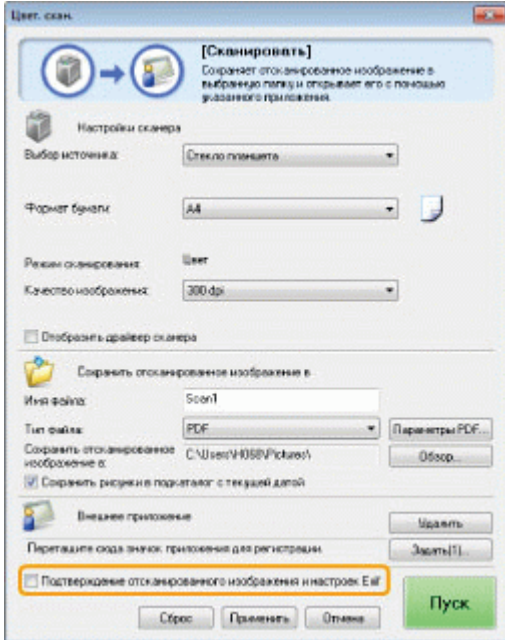 Цвет. скан.
[Сканировать]
Сохраняет отсканированное изображение в
выбранную папку и открывает его с помощью
указанного приложения.
Настройки сканера
Выбор источника: Стекло планшета
Формат бумаги: A4
Режим сканирования: Цвет
Качество изображения: 300 dpi
Отобразить драйвер сканера
Сохранить отсканированное изображение в
Имя файла: Scan1
Тип файла: PDF Параметры PDF...
Сохранить отсканированное
изображение в: C:\Users\HOSB\Pictures\ Обзор...
Сохранить рисунки в подкаталог с текущей датой
Внешнее приложение Удалить
Перетащите сюда значок приложения для регистрации. Задать(1)...
Подтверждение отсканированного изображения и настроек Exif
Пуск
Сброс Применить Отмена